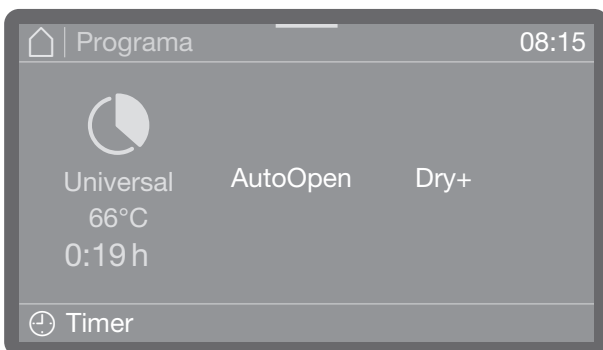 Programa 08:15
Universal
66°C
0:19 h
AutoOpen Dry+
Timer